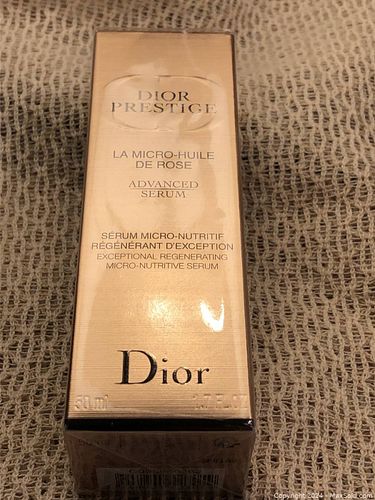 DIOR
PRESTIGE
LA MICRO-HUILE
DE ROSE
ADVANCED
SERUM
SÉRUM MICRO-NUTRITIF
RÉGÉNÉRANT D'EXCEPTION
EXCEPTIONAL REGENERATING
MICRO-NUTRITIVE SERUM
Dior
50 ml 1.7 FL. OZ
Copyright 2024 - MaxSold.com